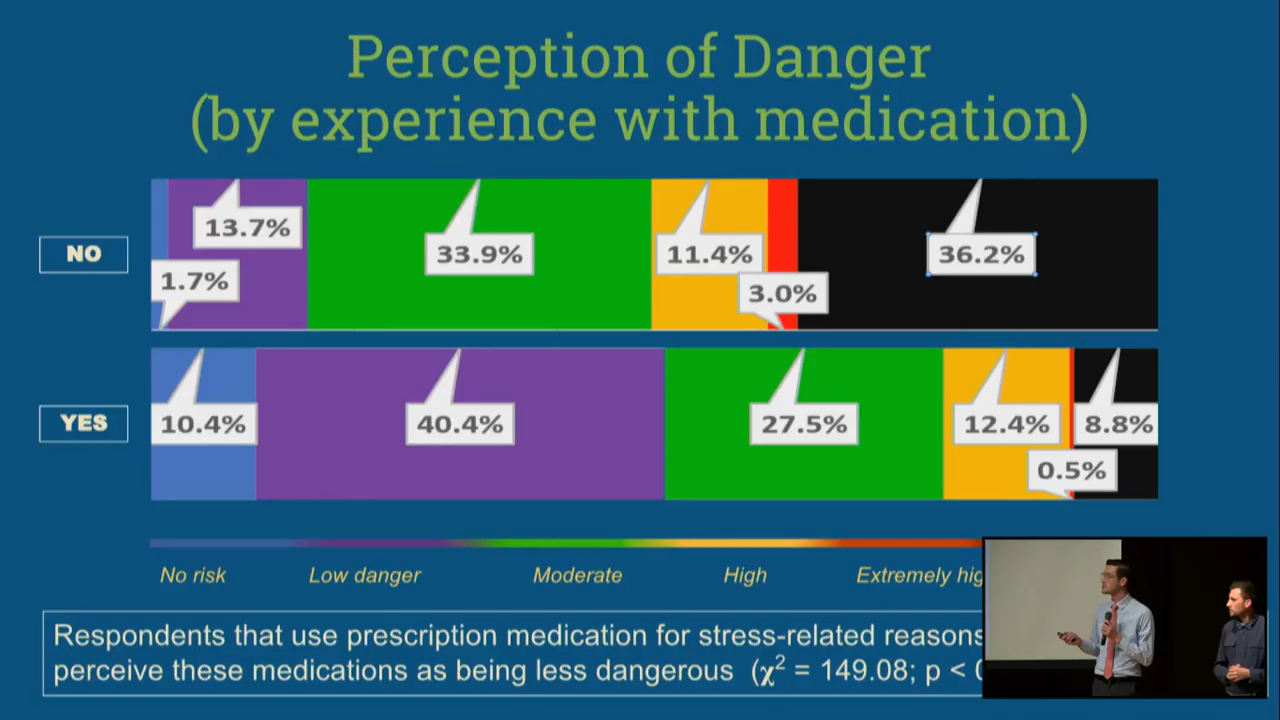 Perception of Danger
(by experience with medication)
NO
13.7%
1.7%
33.9%
11.4%
3.0%
36.2%
YES
10.4%
40.4%
27.5%
12.4%
0.5%
8.8%
No risk Low danger Moderate High Extremely
Respondents that use prescription medication for stress-related reasons
perceive these medications as being less dangerous (χ² = 149.08; p <